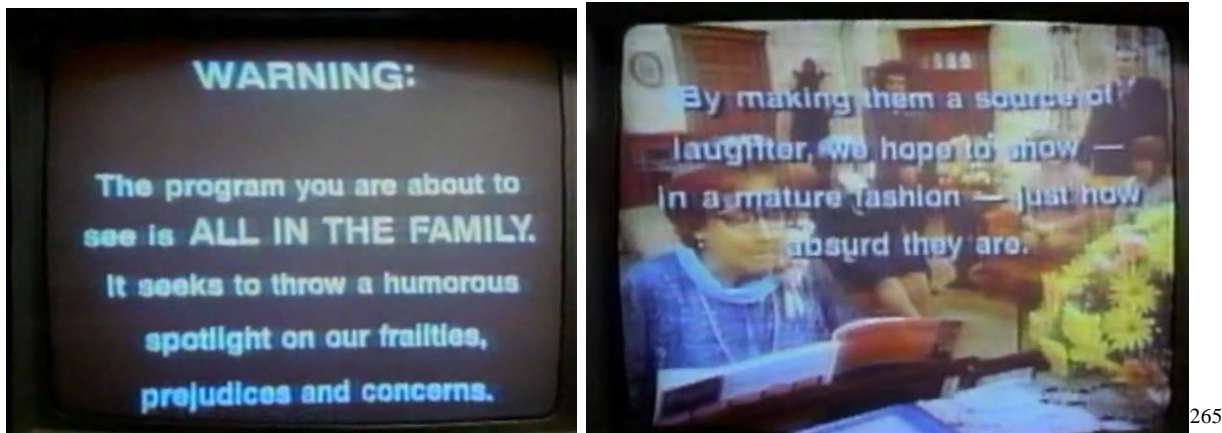 WARNING:
The program you are about to
see is ALL IN THE FAMILY.
It seeks to throw a humorous
spotlight on our frailties,
prejudices and concerns.
By making them a source of
laughter, we hope to show —
in a mature fashion — just how
absurd they are.
265